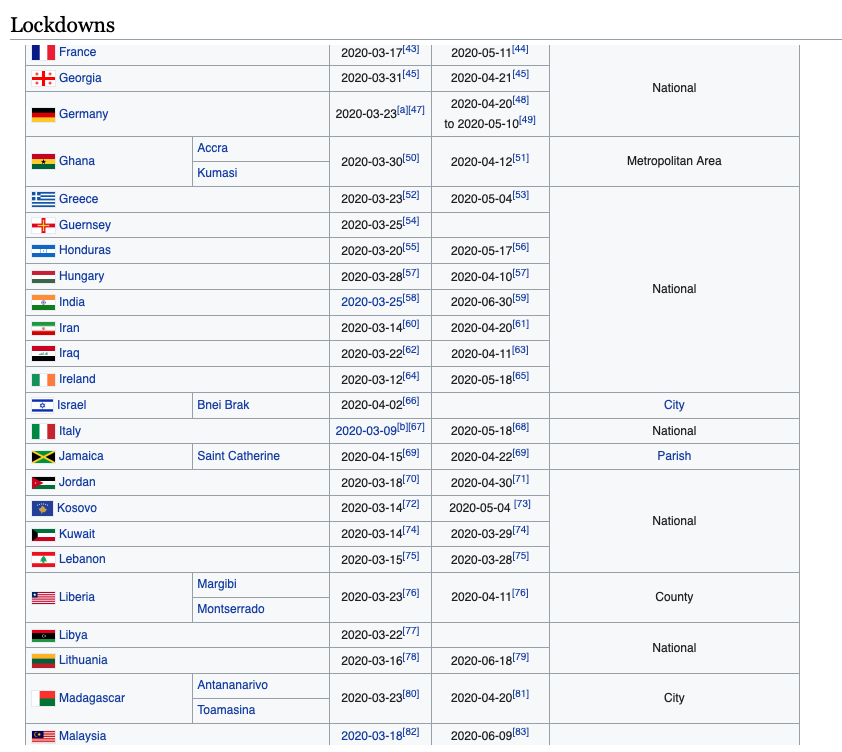 Lockdowns
France 2020-03-17[43] 2020-05-11[44] National
Georgia 2020-03-31[45] 2020-04-21[45]
Germany 2020-03-23[a][47] 2020-04-20[48]
to 2020-05-10[49]
Ghana Accra 2020-03-30[50] 2020-04-12[51] Metropolitan Area
Kumasi
Greece 2020-03-23[52] 2020-05-04[53] National
Guernsey 2020-03-25[54]
Honduras 2020-03-20[55] 2020-05-17[56]
Hungary 2020-03-28[57] 2020-04-10[57]
India 2020-03-25[58] 2020-06-30[59]
Iran 2020-03-14[60] 2020-04-20[61]
Iraq 2020-03-22[62] 2020-04-11[63]
Ireland 2020-03-12[64] 2020-05-18[65]
Israel Bnei Brak 2020-04-02[66] City
Italy 2020-03-09[b][67] 2020-05-18[68] National
Jamaica Saint Catherine 2020-04-15[69] 2020-04-22[69] Parish
Jordan 2020-03-18[70] 2020-04-30[71] National
Kosovo 2020-03-14[72] 2020-05-04 [73]
Kuwait 2020-03-14[74] 2020-03-29[74]
Lebanon 2020-03-15[75] 2020-03-28[75]
Liberia Margibi 2020-03-23[76] 2020-04-11[76] County
Montserrado
Libya 2020-03-22[77] National
Lithuania 2020-03-16[78] 2020-06-18[79]
Madagascar Antananarivo 2020-03-23[80] 2020-04-20[81] City
Toamasina
Malaysia 2020-03-18[82] 2020-06-09[83]